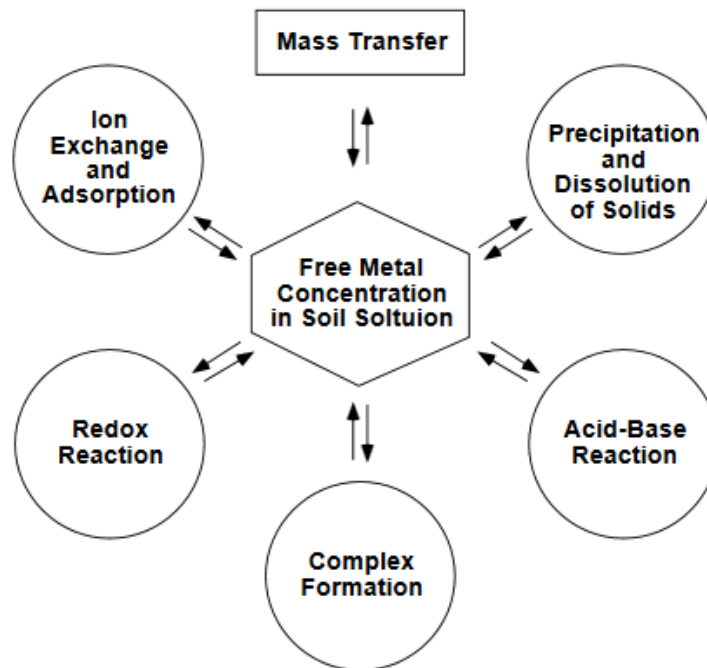 Mass Transfer
Ion
Exchange
and
Adsorption
Precipitation
and
Dissolution
of Solids
Free Metal
Concentration
in Soil Soltuion
Redox
Reaction
Acid-Base
Reaction
Complex
Formation